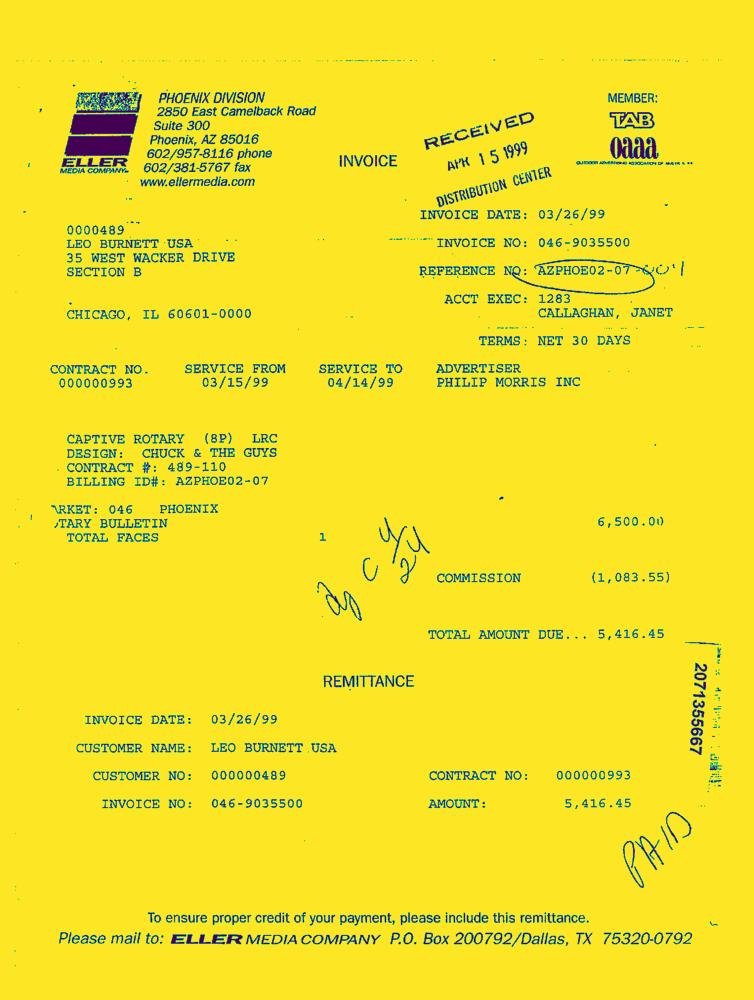 PHOENIX DIVISION
2850 East Camelback Road
Suite 300
Phoenix, AZ 85016
602/957-8116 phone
602/381-5767 fax
www.ellermedia.com
ELLER
MEDIA COMPANY.
INVOICE
RECEIVED
APR 15 1999
DISTRIBUTION CENTER
MEMBER:
TAB
oaaa
INVOICE DATE: 03/26/99
0000489
LEO BURNETT USA
35 WEST WACKER DRIVE
SECTION B
CHICAGO, IL 60601-0000
INVOICE NO: 046-9035500
REFERENCE NO: AZPHOE02-07-004
ACCT EXEC: 1283
CALLAGHAN, JANET
TERMS: NET 30 DAYS
CONTRACT NO. SERVICE FROM SERVICE TO ADVERTISER
000000993 03/15/99 04/14/99 PHILIP MORRIS INC
CAPTIVE ROTARY (8P) LRC
DESIGN: CHUCK & THE GUYS
CONTRACT #: 489-110
BILLING ID#: AZPHOE02-07
ARKET: 046 PHOENIX
TARY BULLETIN 6,500.00
TOTAL FACES 1
COMMISSION (1,083.55)
TOTAL AMOUNT DUE... 5,416.45
REMITTANCE
2071355667
INVOICE DATE: 03/26/99
CUSTOMER NAME: LEO BURNETT USA
CUSTOMER NO: 000000489 CONTRACT NO: 000000993
INVOICE NO: 046-9035500 AMOUNT: 5,416.45
PAID
To ensure proper credit of your payment, please include this remittance.
Please mail to: ELLER MEDIA COMPANY P.O. Box 200792/Dallas, TX 75320-0792